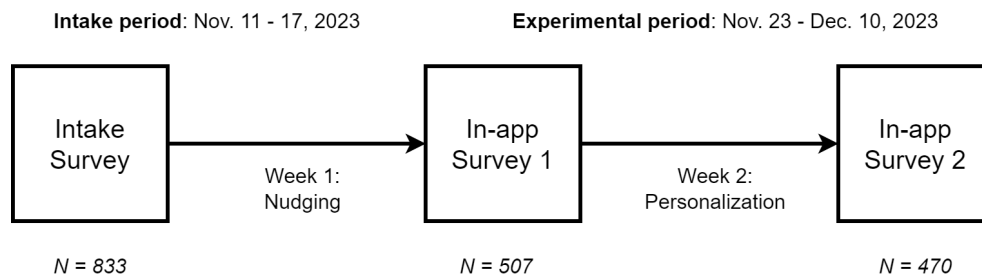 Intake period: Nov. 11 - 17, 2023
Experimental period: Nov. 23 - Dec. 10, 2023
Intake
Survey
Week 1:
Nudging
In-app
Survey 1
Week 2:
Personalization
In-app
Survey 2
N = 833
N = 507
N = 470